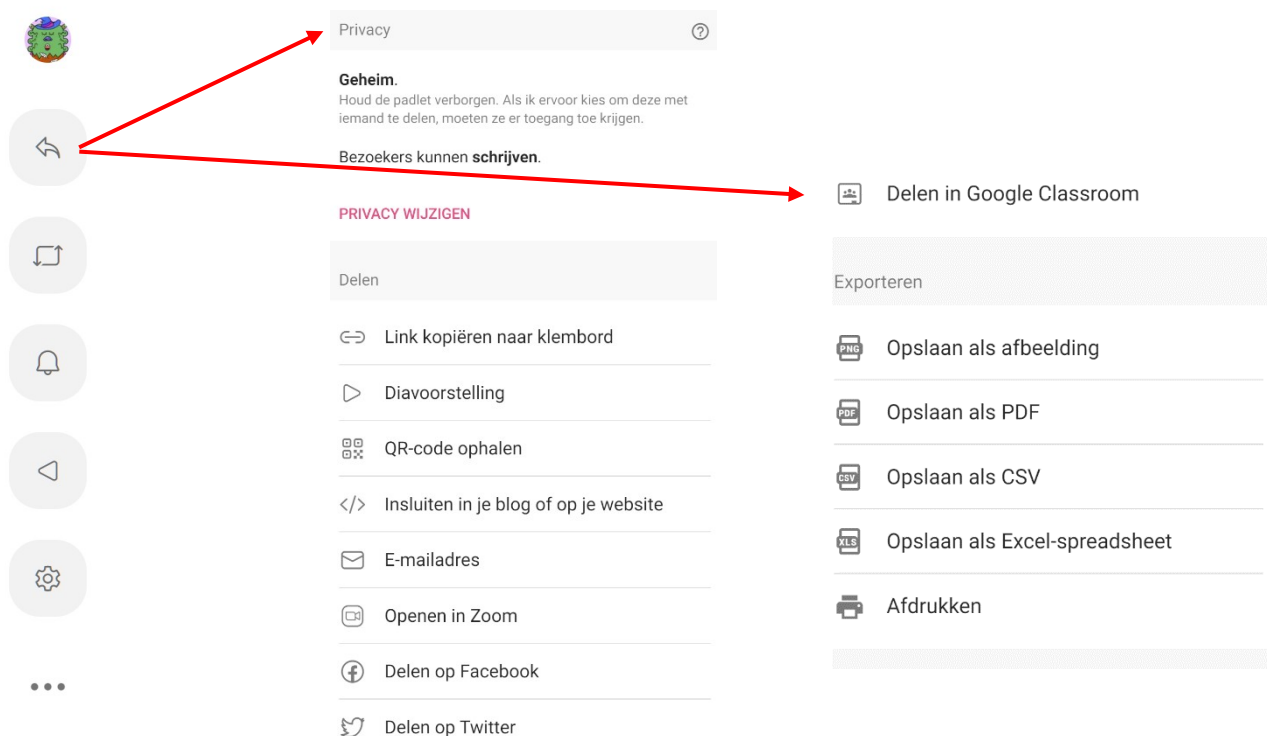 Privacy
Geheim.
Houd de padlet verborgen. Als ik ervoor kies om deze met
iemand te delen, moeten ze er toegang toe krijgen.
Bezoekers kunnen schrijven.
PRIVACY WIJZIGEN
Delen
Link kopiëren naar klembord
Diavoorstelling
QR-code ophalen
</> Insluiten in je blog of op je website
E-mailadres
Openen in Zoom
Delen op Facebook
Delen op Twitter
Delen in Google Classroom
Exporteren
PNG Opslaan als afbeelding
PDF Opslaan als PDF
CSV Opslaan als CSV
XLS Opslaan als Excel-spreadsheet
Afdrukken